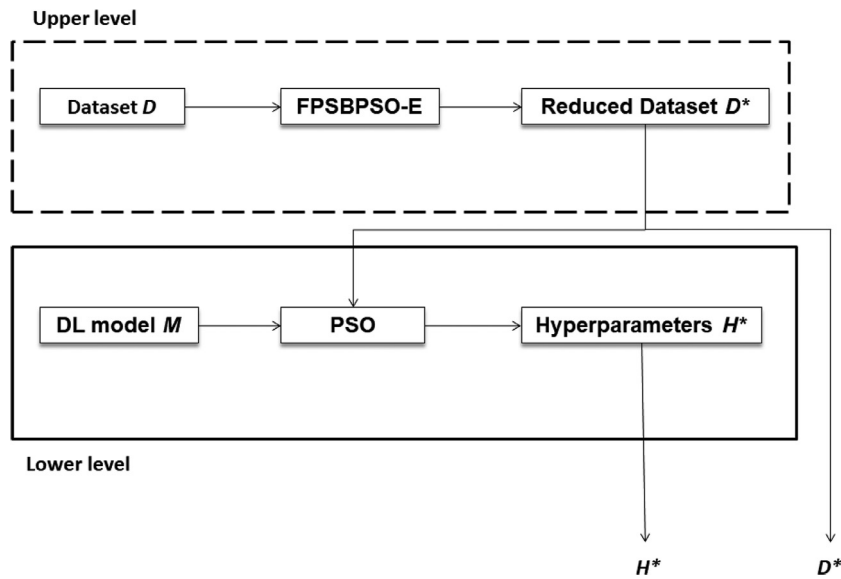 Upper level
Dataset D
FPSBPSO-E
Reduced Dataset D*
DL model M
PSO
Hyperparameters H*
Lower level
H*
D*